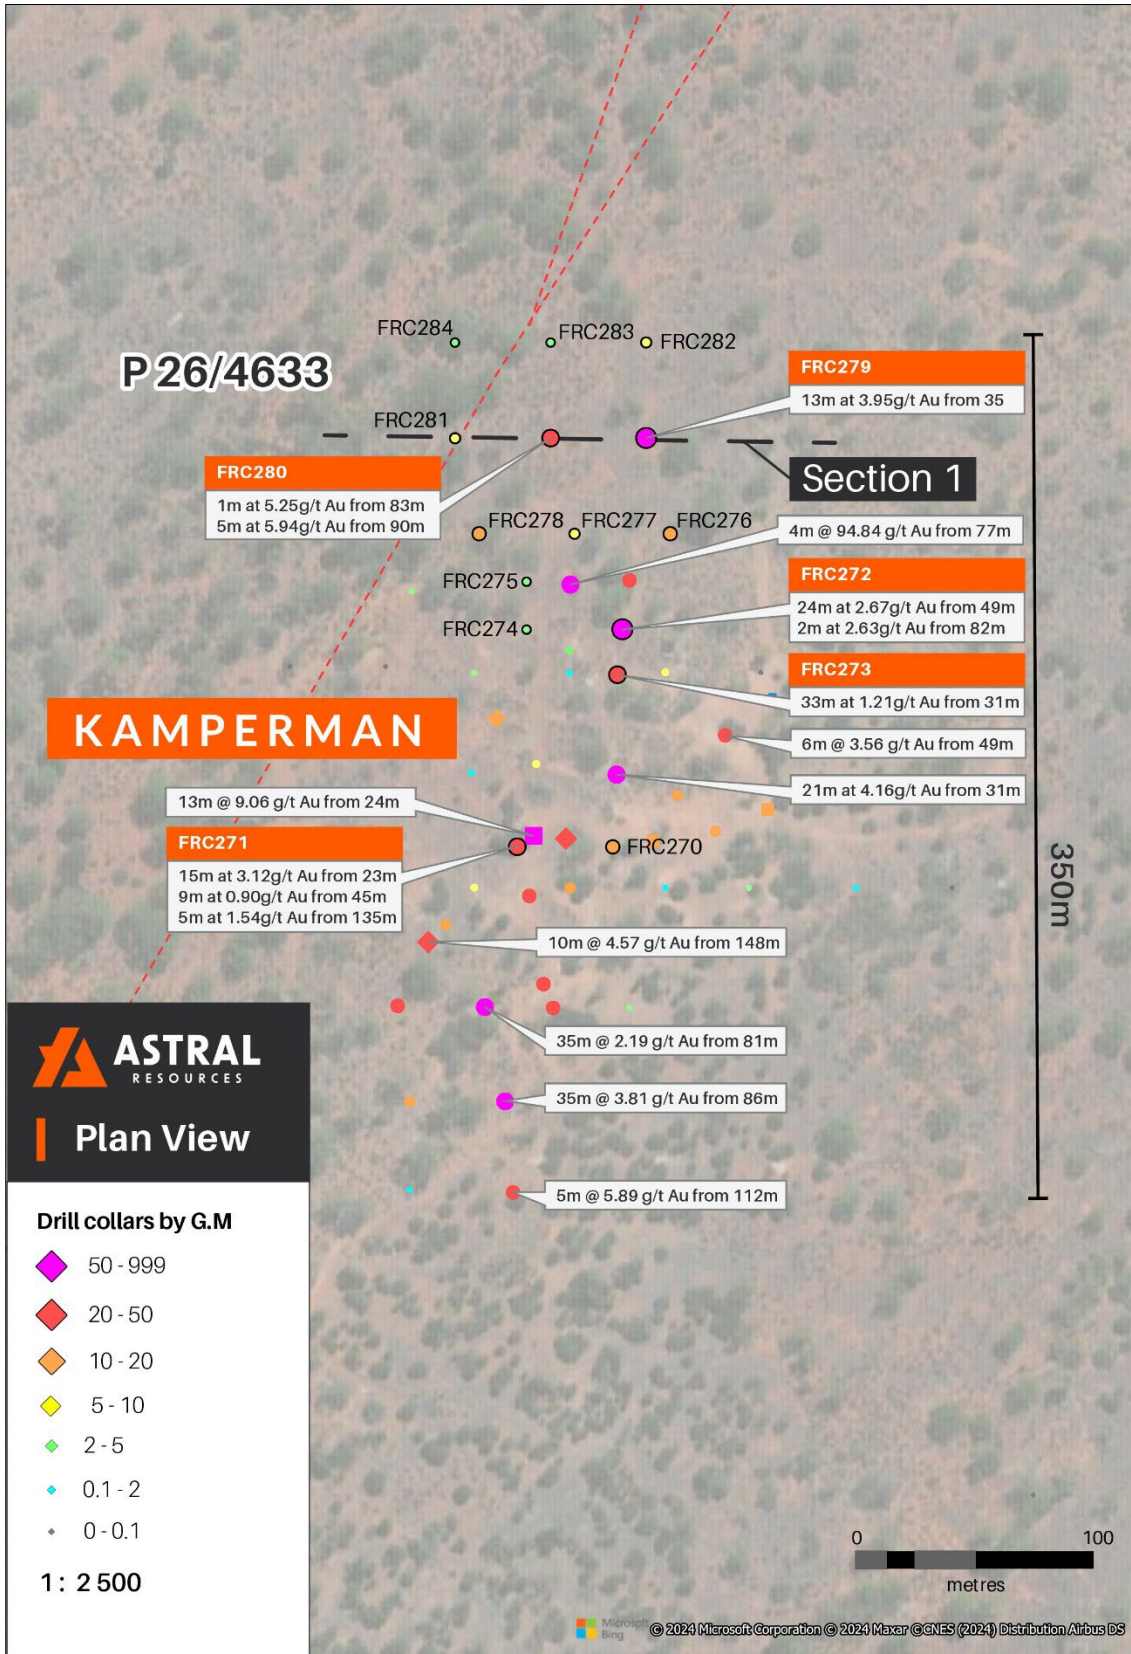 FRC284
FRC283
FRC282
P 26/4633
FRC279
13m at 3.95g/t Au from 35
FRC281
FRC280
1m at 5.25g/t Au from 83m
5m at 5.94g/t Au from 90m
Section 1
FRC278
FRC277
FRC276
4m @ 94.84 g/t Au from 77m
FRC275
FRC272
24m at 2.67g/t Au from 49m
2m at 2.63g/t Au from 82m
FRC274
FRC273
33m at 1.21g/t Au from 31m
KAMPERMAN
6m @ 3.56 g/t Au from 49m
21m at 4.16g/t Au from 31m
13m @ 9.06 g/t Au from 24m
FRC271
15m at 3.12g/t Au from 23m
9m at 0.90g/t Au from 45m
5m at 1.54g/t Au from 135m
FRC270
350m
10m @ 4.57 g/t Au from 148m
35m @ 2.19 g/t Au from 81m
35m @ 3.81 g/t Au from 86m
5m @ 5.89 g/t Au from 112m
ASTRAL
RESOURCES
Plan View
Drill collars by G.M
50 - 999
20 - 50
10 - 20
5 - 10
2 - 5
0.1 - 2
0 - 0.1
1: 2 500
0 100
metres
Microsoft
Bing
© 2024 Microsoft Corporation © 2024 Maxar ©CNES (2024) Distribution Airbus DS